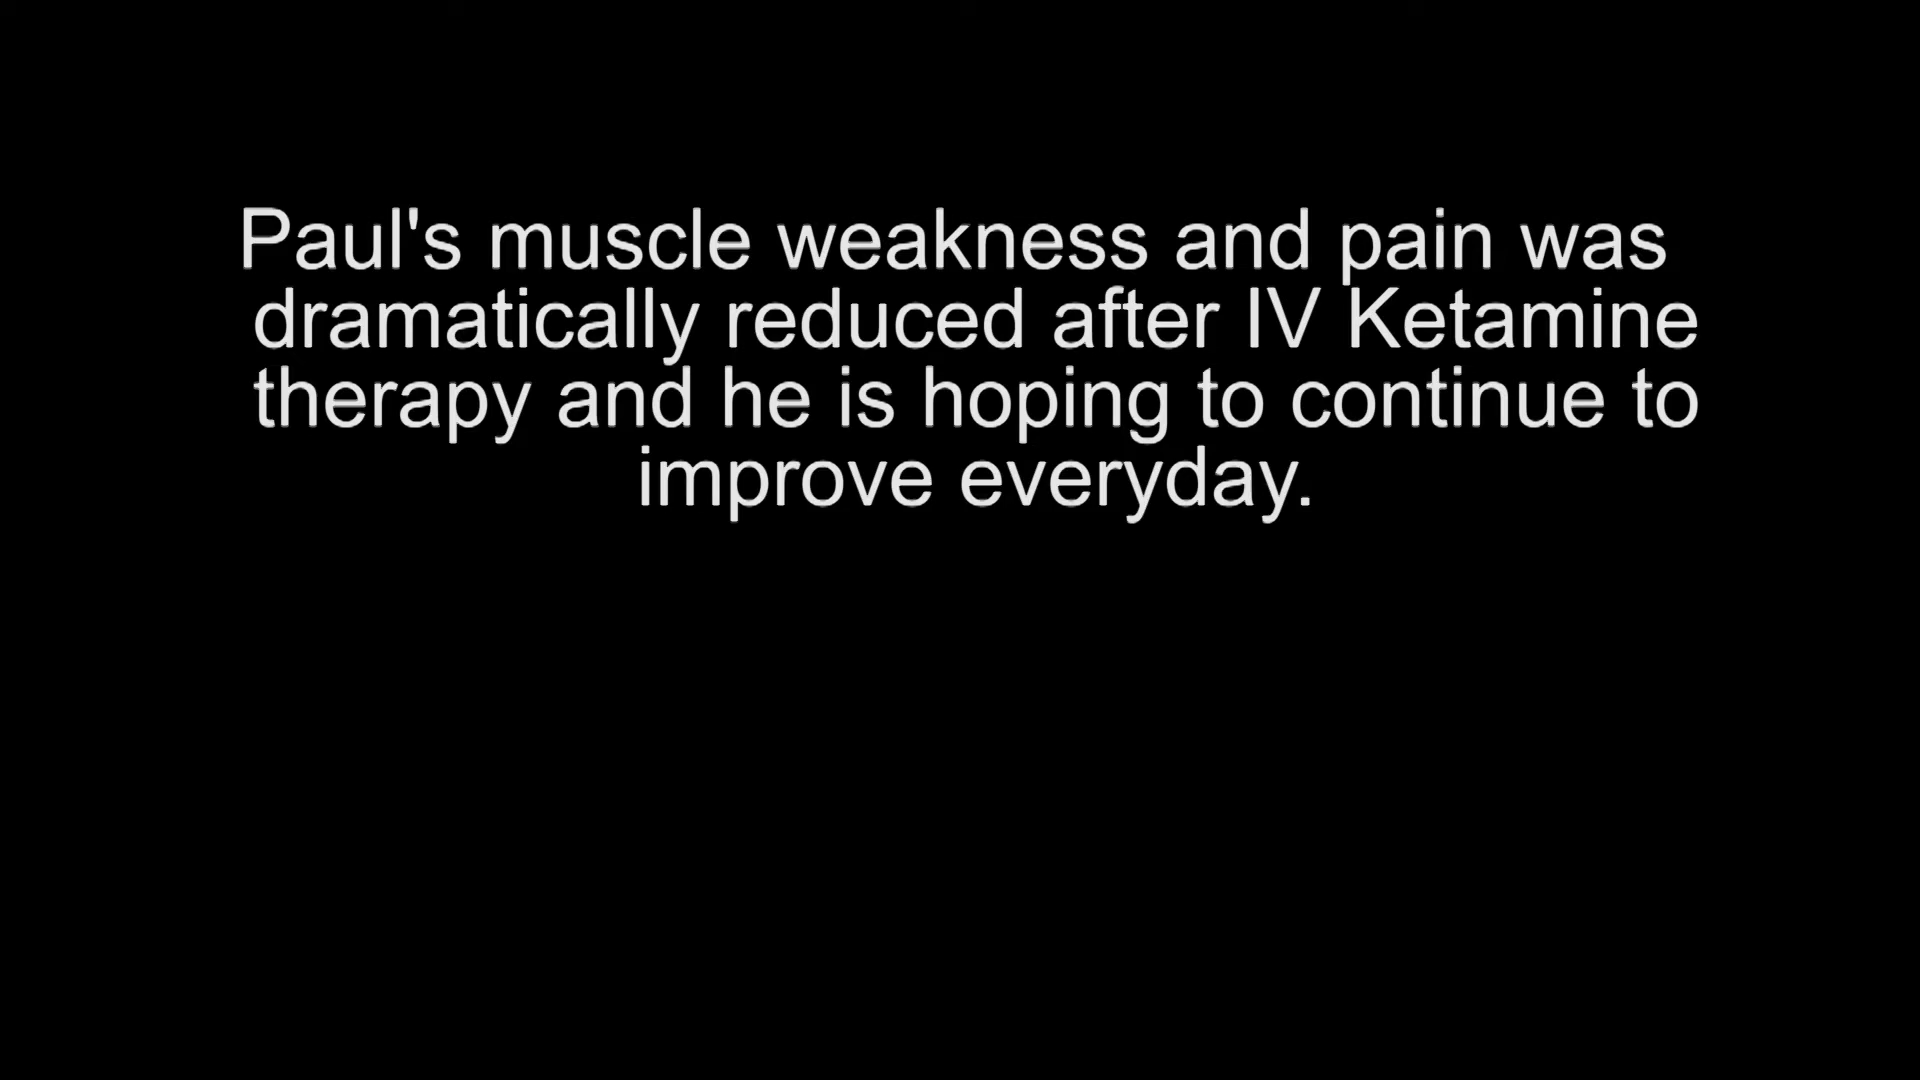 Paul's muscle weakness and pain was
dramatically reduced after IV Ketamine
therapy and he is hoping to continue to
improve everyday.